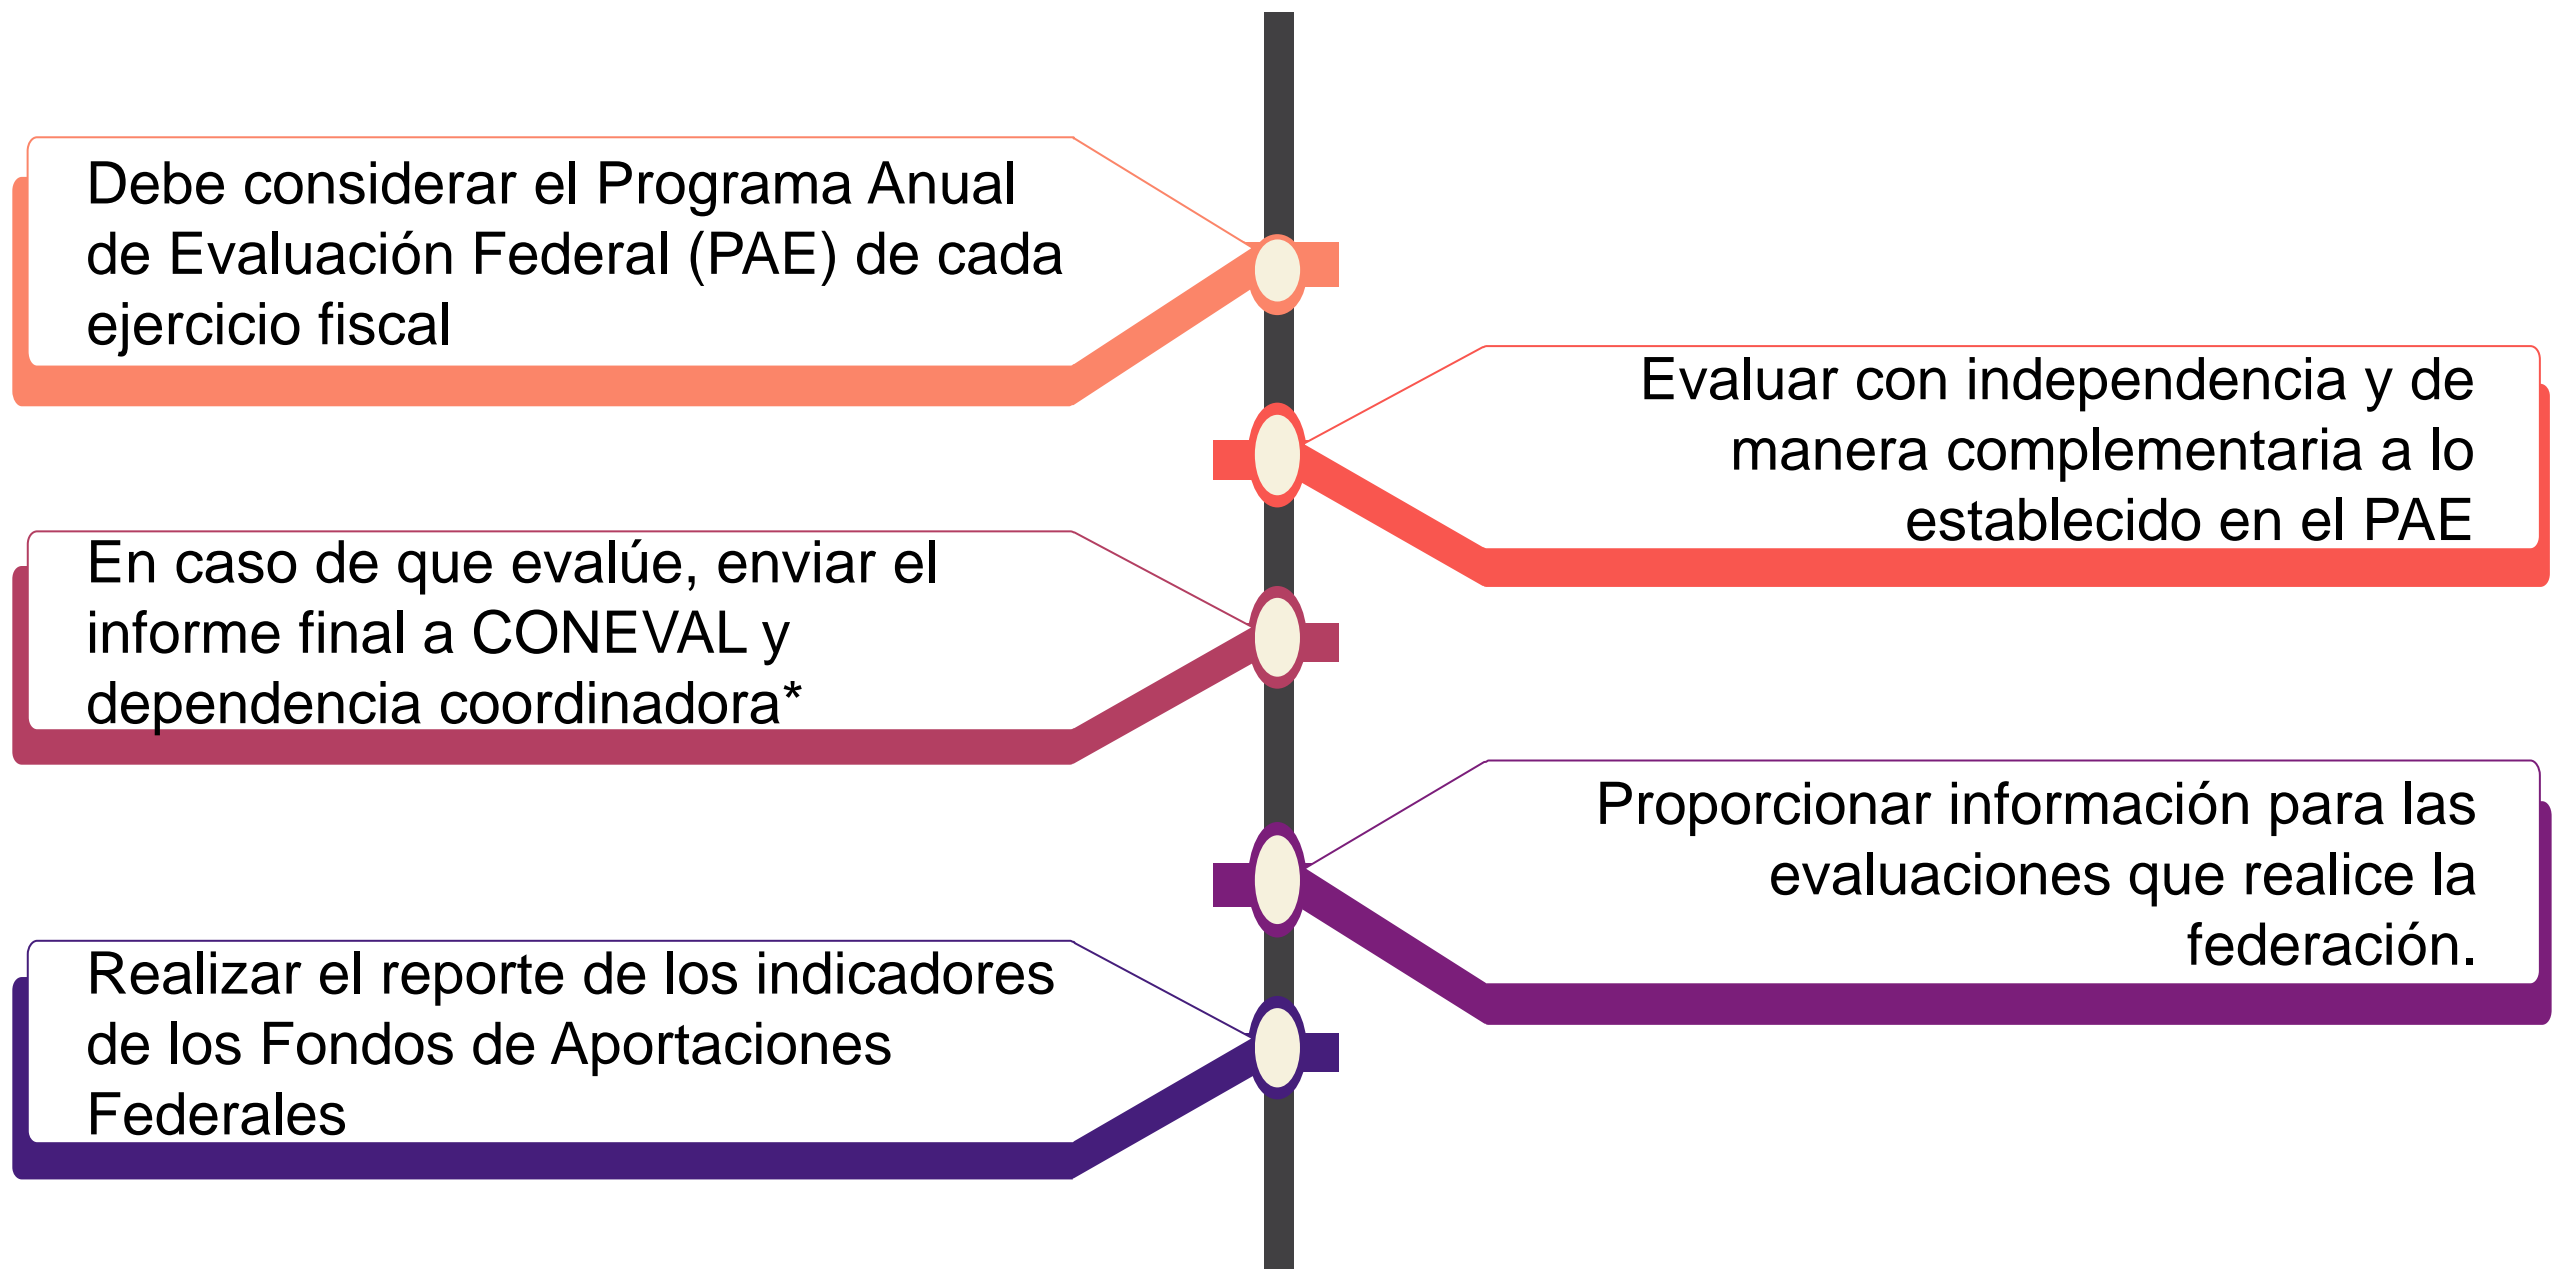 Debe considerar el Programa Anual
de Evaluación Federal (PAE) de cada
ejercicio fiscal
Evaluar con independencia y de
manera complementaria a lo
establecido en el PAE
En caso de que evalúe, enviar el
informe final a CONEVAL y
dependencia coordinadora*
Proporcionar información para las
evaluaciones que realice la
federación.
Realizar el reporte de los indicadores
de los Fondos de Aportaciones
Federales